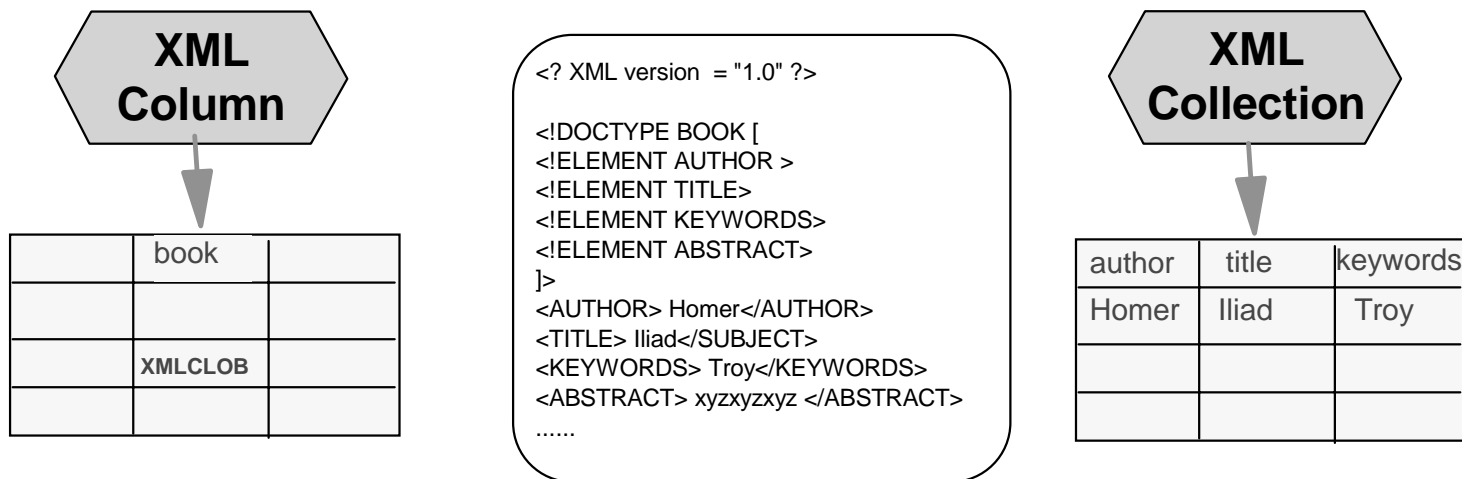 XML
Column
book
XMLCLOB
<? XML version  = "1.0" ?>
<!DOCTYPE BOOK [
<!ELEMENT AUTHOR >
<!ELEMENT TITLE>
<!ELEMENT KEYWORDS>
<!ELEMENT ABSTRACT>
]>
<AUTHOR> Homer</AUTHOR>
<TITLE> Iliad</SUBJECT>
<KEYWORDS> Troy</KEYWORDS>
<ABSTRACT> xyzxyzxyz </ABSTRACT>
......
XML
Collection
author title keywords
Homer Iliad Troy